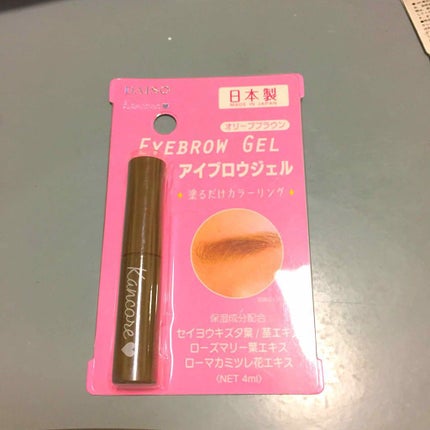 DAISO
日本製
MADE IN JAPAN
オリーブブラウン
EYEBROW GEL
アイブロウジェル
塗るだけカラーリング
Kancore
保湿成分配合
セイヨウキズタ葉/茎エキス
ローズマリー葉エキス
ローマカミツレ花エキス
〈NET 4ml〉